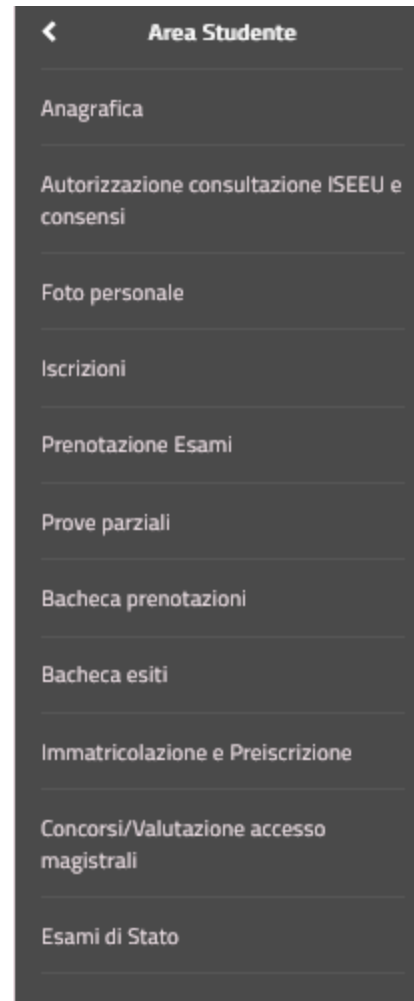 Area Studente
Anagrafica
Autorizzazione consultazione ISEEU e
consensi
Foto personale
Iscrizioni
Prenotazione Esami
Prove parziali
Bacheca prenotazioni
Bacheca esiti
Immatricolazione e Preiscrizione
Concorsi/Valutazione accesso
magistrali
Esami di Stato